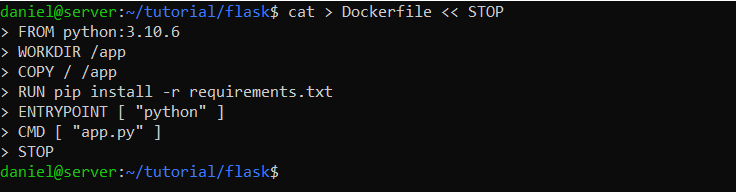 daniel@server:~/tutorial/flask$ cat > Dockerfile << STOP
> FROM python:3.10.6
> WORKDIR /app
> COPY / /app
> RUN pip install -r requirements.txt
> ENTRYPOINT [ "python" ]
> CMD [ "app.py" ]
> STOP
daniel@server:~/tutorial/flask$